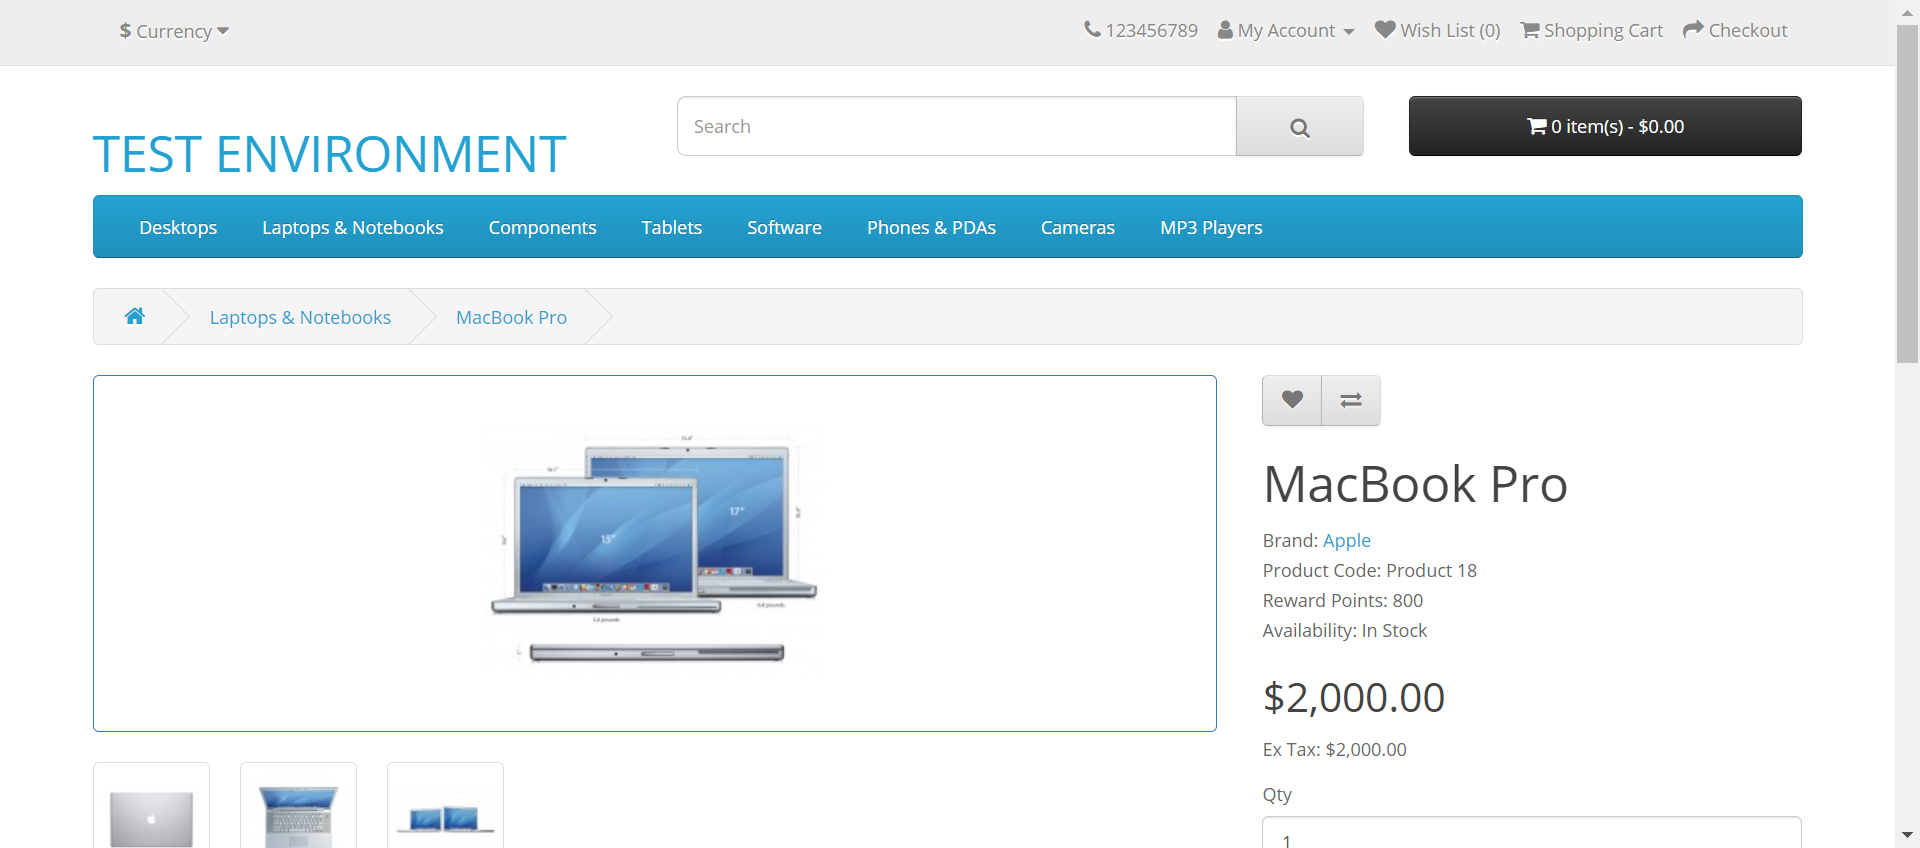 $ Currency
123456789 My Account Wish List (0) Shopping Cart Checkout
TEST ENVIRONMENT
Search
0 item(s) - $0.00
Desktops Laptops & Notebooks Components Tablets Software Phones & PDAs Cameras MP3 Players
Laptops & Notebooks MacBook Pro
15"
17"
MacBook Pro
Brand: Apple
Product Code: Product 18
Reward Points: 800
Availability: In Stock
$2,000.00
Ex Tax: $2,000.00
Qty
1